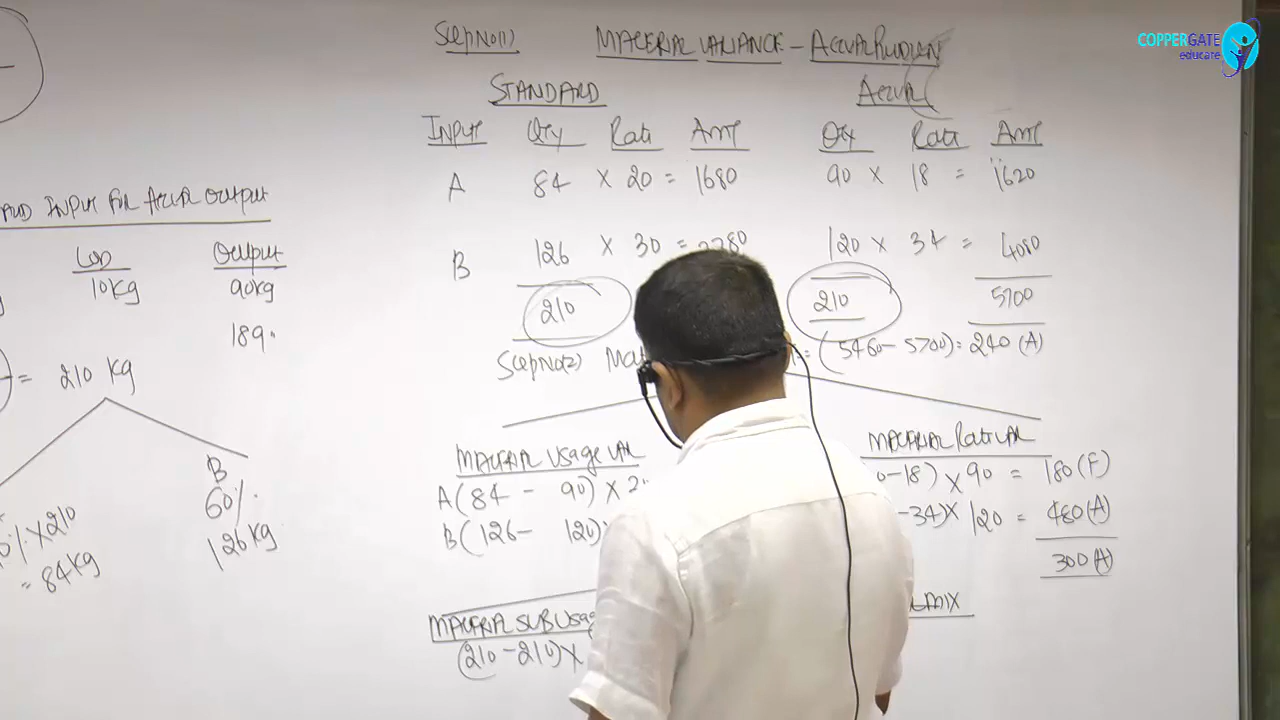 COPPERGATE
educate
Step No(1) MATERIAL VARIANCE - ACTUAL
STANDARD ACTUAL
INPUT Qty Rate AMT Qty Rate AMT
A 84 X 20 = 1680 90 X 18 = 1620
B 126 X 30 = 3780 120 X 34 = 4080
210 210 5700
Step No(2) = (5460 - 5700) = 240 (A)
MATERIAL USAGE VAR MATERIAL RATE VAR
A (84 - 90) X 0-18) X 90 = 180 (F)
B (126 - 120) -34) X 120 = 480 (A)
300 (A)
MATERIAL SUB USAG MIX
(210 - 210) X
INPUT FOR ACTUAL OUTPUT
Loss Output
10 Kg 90 Kg
189
= 210 Kg
B
60%
126 Kg
% X 210
= 84 Kg